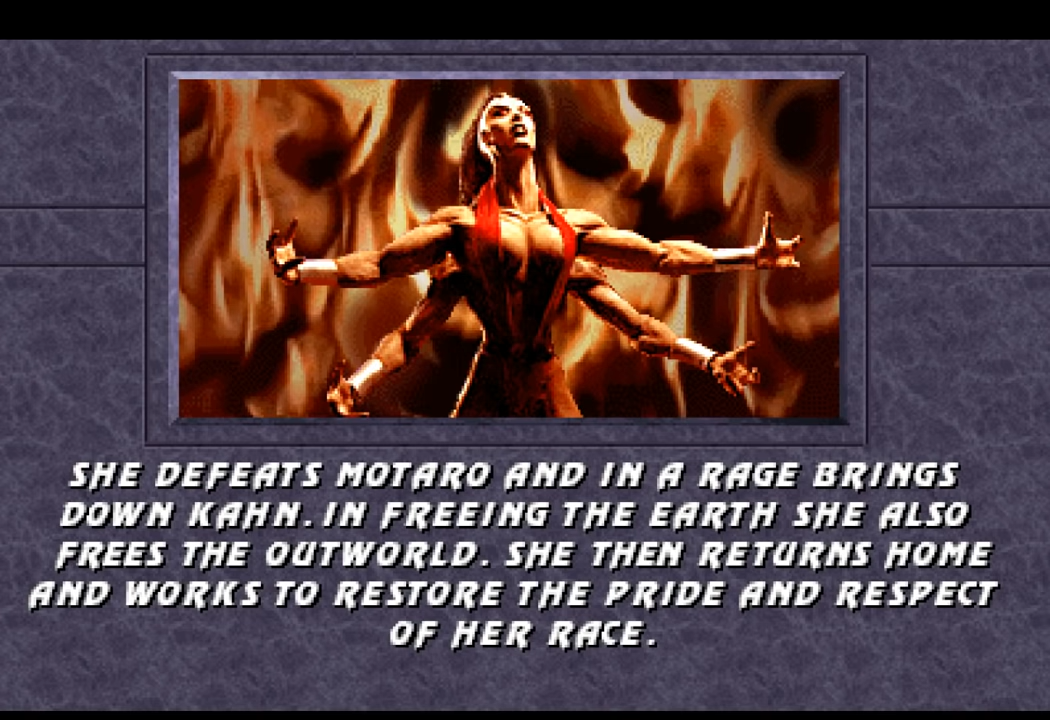 SHE DEFEATS MOTARO AND IN A RAGE BRINGS
DOWN KAHN.IN FREEING THE EARTH SHE ALSO
FREES THE OUTWORLD. SHE THEN RETURNS HOME
AND WORKS TO RESTORE THE PRIDE AND RESPECT
OF HER RACE.